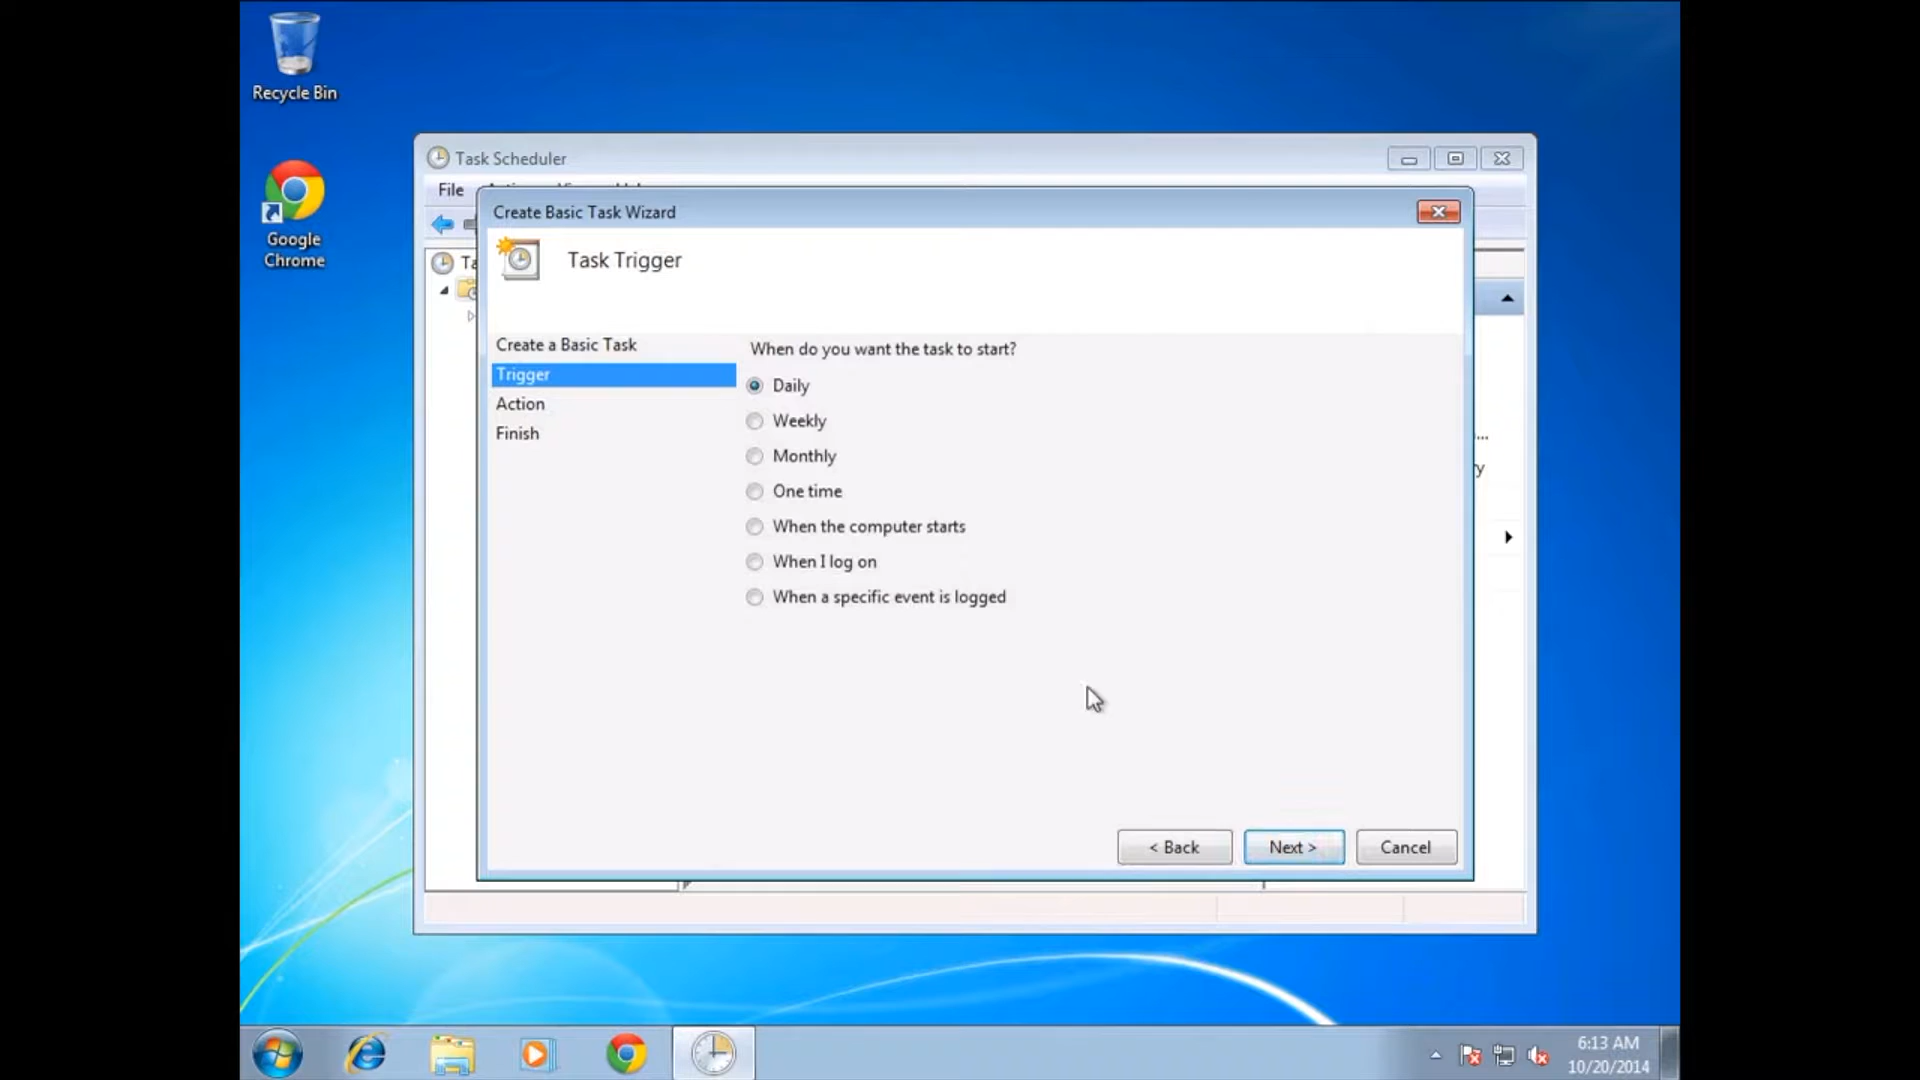 Recycle Bin
Google
Chrome
Task Scheduler
File
Create Basic Task Wizard
Task Trigger
Create a Basic Task
Trigger
Action
Finish
When do you want the task to start?
Daily
Weekly
Monthly
One time
When the computer starts
When I log on
When a specific event is logged
< Back
Next >
Cancel
6:13 AM
10/20/2014